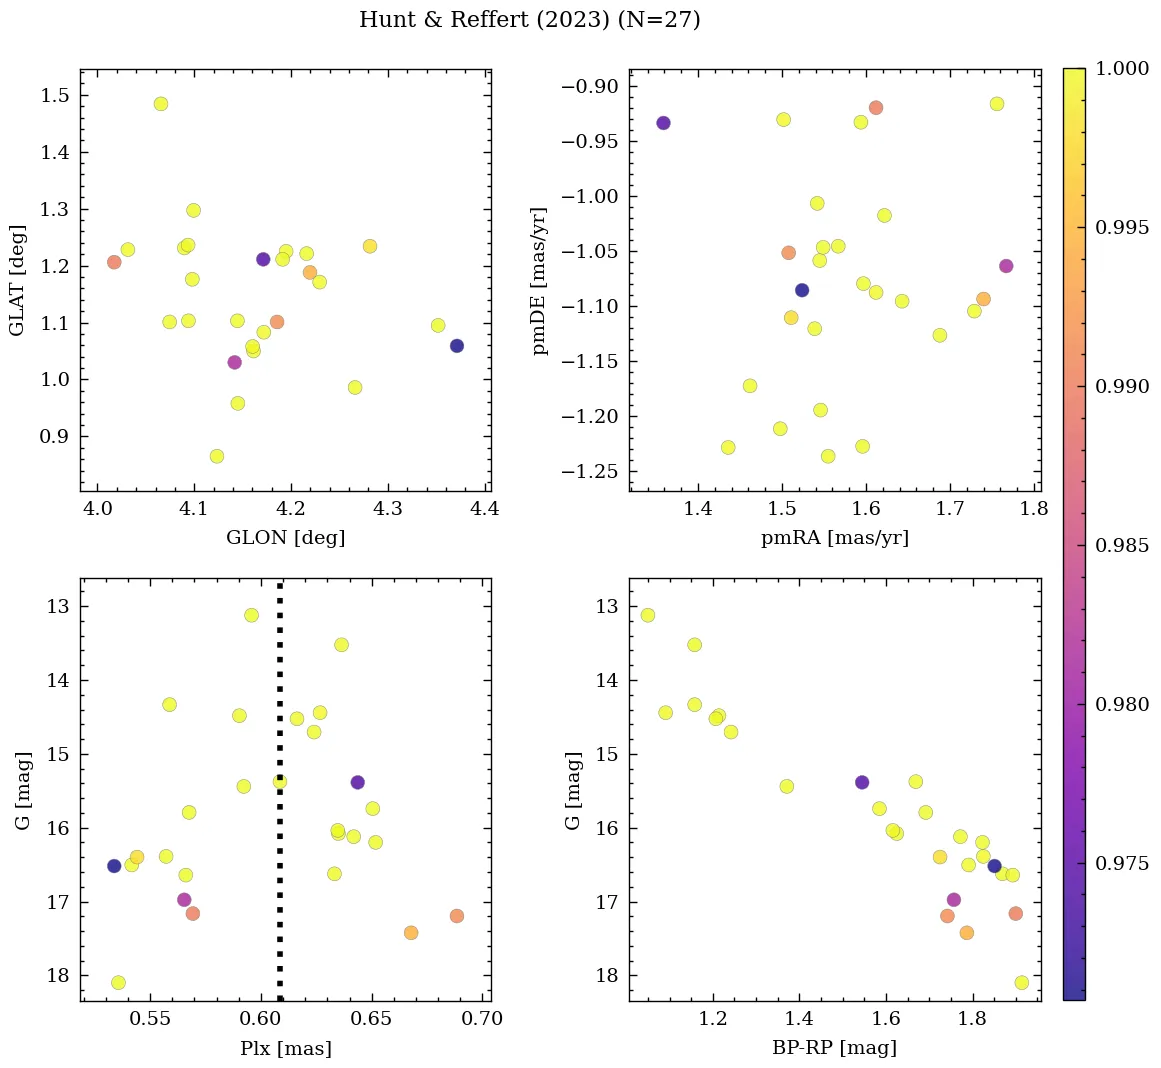 Hunt & Reffert (2023) (N=27)
1.5
1.4
1.3
1.2
1.1
1.0
0.9
GLAT [deg]
4.0 4.1 4.2 4.3 4.4
GLON [deg]
−0.90
−0.95
−1.00
−1.05
−1.10
−1.15
−1.20
−1.25
pmDE [mas/yr]
1.4 1.5 1.6 1.7 1.8
pmRA [mas/yr]
13
14
15
16
17
18
G [mag]
0.55 0.60 0.65 0.70
Plx [mas]
13
14
15
16
17
18
G [mag]
1.2 1.4 1.6 1.8
BP-RP [mag]
1.000
0.995
0.990
0.985
0.980
0.975